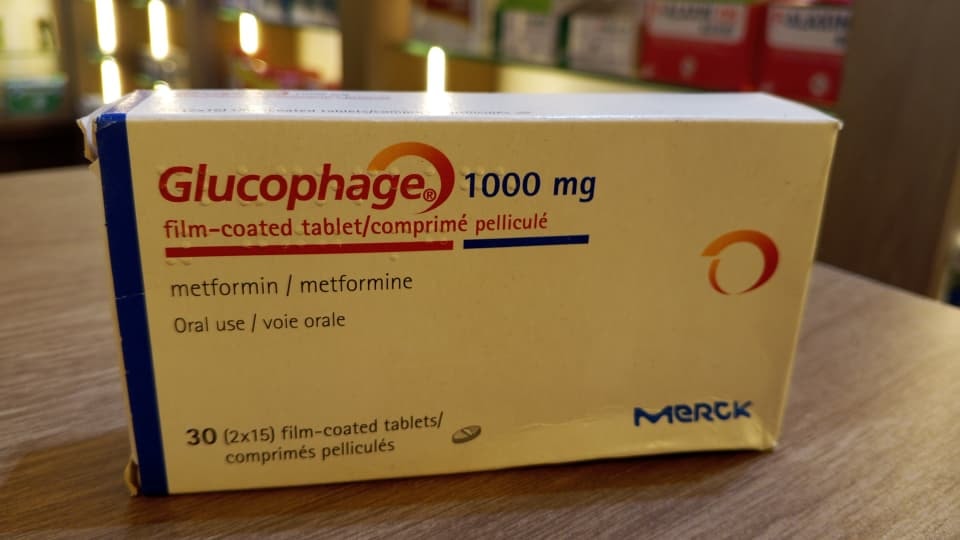 Glucophage® 1000 mg
film-coated tablet/comprimé pelliculé
metformin / metformine
Oral use / voie orale
30 (2x15) film-coated tablets/
comprimés pelliculés
MERCK